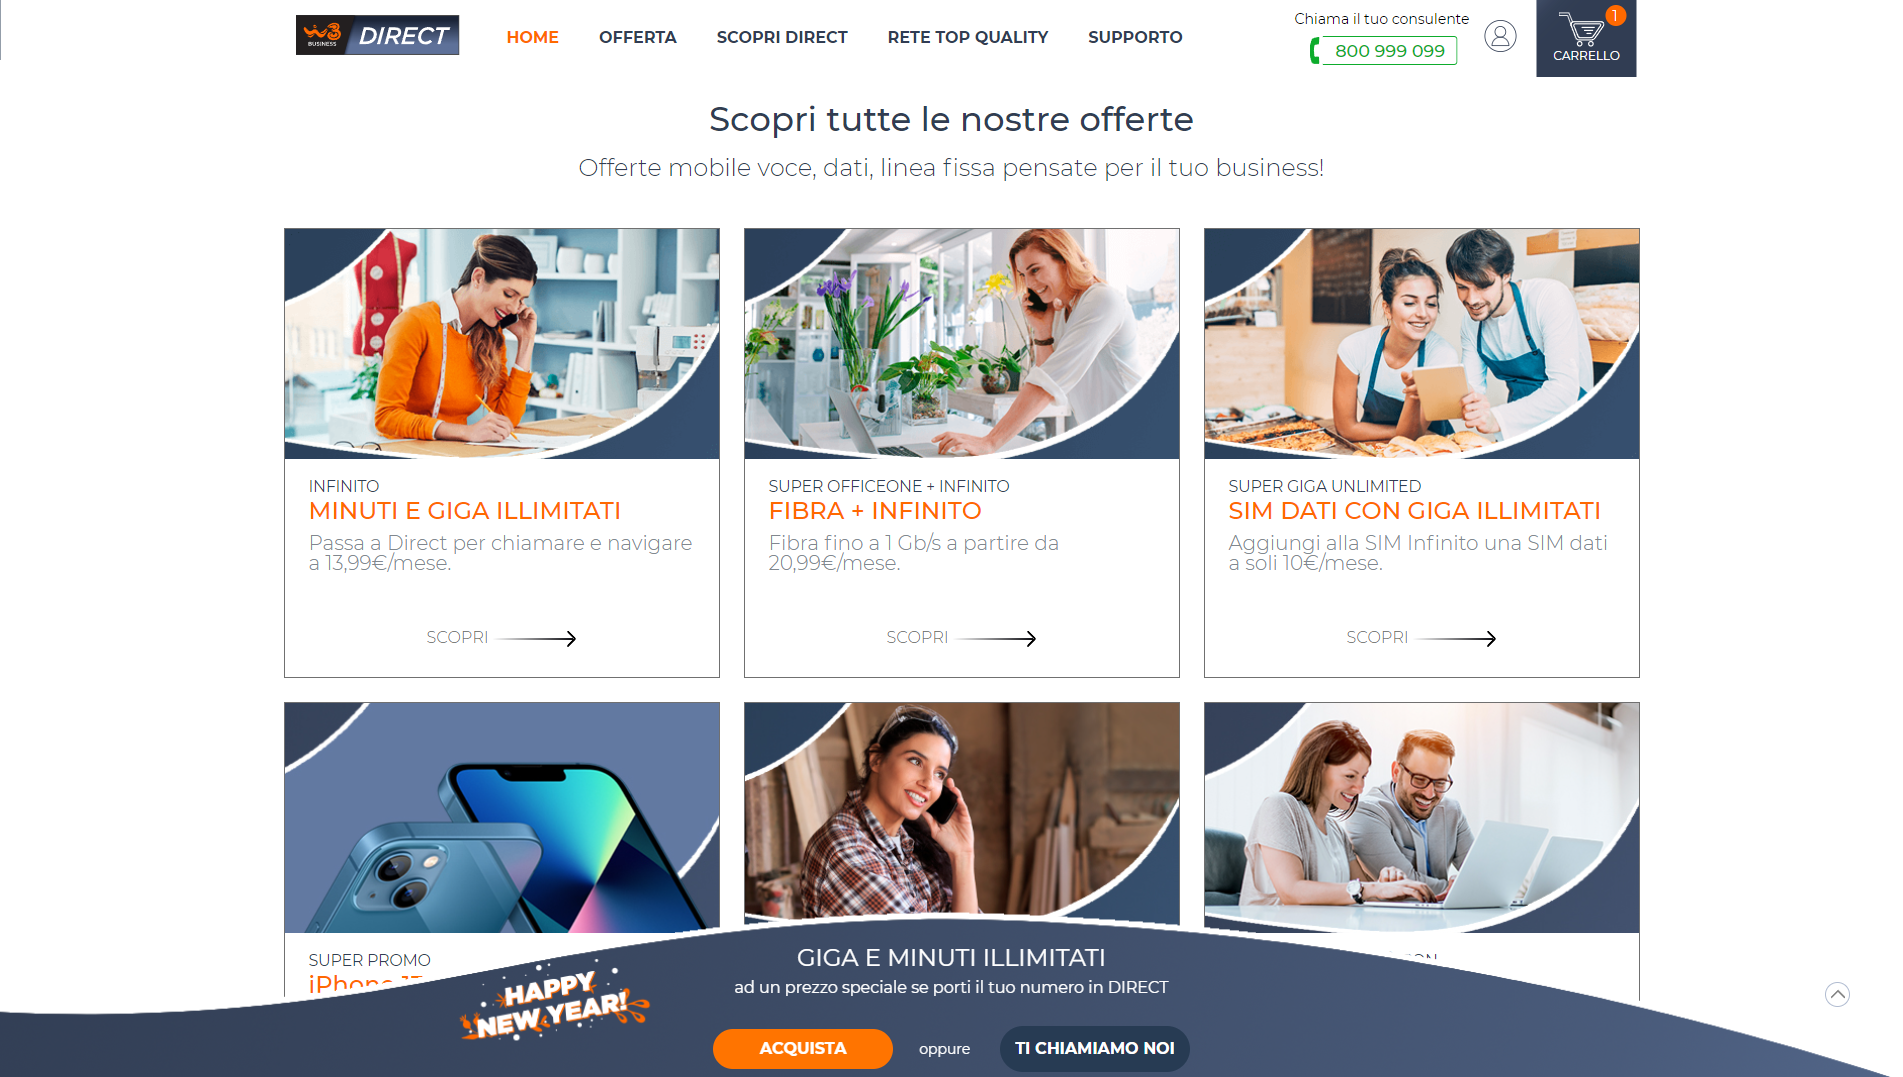 W3
BUSINESS
DIRECT
HOME
OFFERTA
SCOPRI DIRECT
RETE TOP QUALITY
SUPPORTO
Chiama il tuo consulente
800 999 099
1
CARRELLO
Scopri tutte le nostre offerte
Offerte mobile voce, dati, linea fissa pensate per il tuo business!
INFINITO
MINUTI E GIGA ILLIMITATI
Passa a Direct per chiamare e navigare
a 13,99€/mese.
SCOPRI
SUPER OFFICEONE + INFINITO
FIBRA + INFINITO
Fibra fino a 1 Gb/s a partire da
20,99€/mese.
SCOPRI
SUPER GIGA UNLIMITED
SIM DATI CON GIGA ILLIMITATI
Aggiungi alla SIM Infinito una SIM dati
a soli 10€/mese.
SCOPRI
SUPER PROMO
iPhone
HAPPY
NEW YEAR!
GIGA E MINUTI ILLIMITATI
ad un prezzo speciale se porti il tuo numero in DIRECT
ACQUISTA
oppure
TI CHIAMIAMO NOI